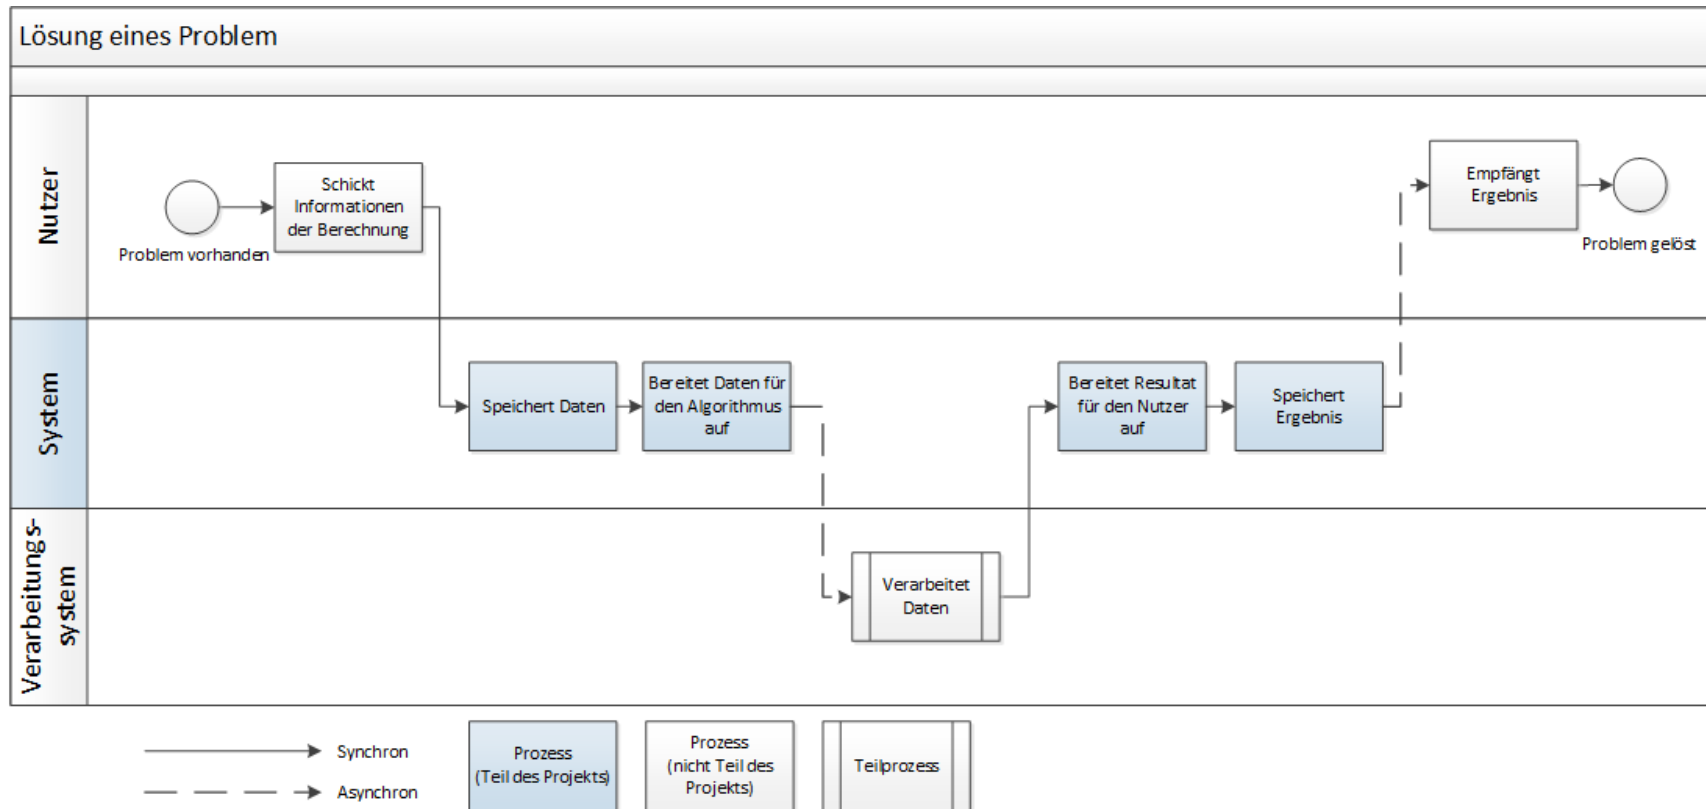 Lösung eines Problem
Nutzer
Problem vorhanden
Schickt
Informationen
der Berechnung
Empfängt
Ergebnis
Problem gelöst
System
Speichert Daten
Bereitet Daten für
den Algorithmus
auf
Bereitet Resultat
für den Nutzer
auf
Speichert
Ergebnis
Verarbeitungs-
system
Verarbeitet
Daten
Synchron
Asynchron
Prozess
(Teil des Projekts)
Prozess
(nicht Teil des
Projekts)
Teilprozess